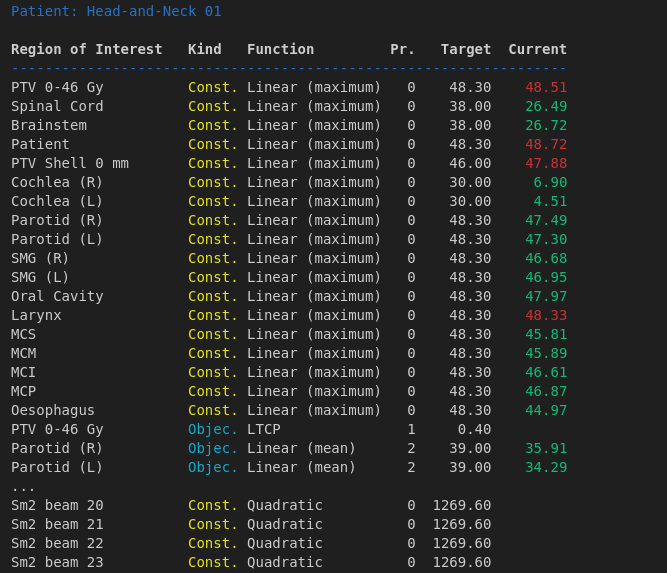 Patient: Head-and-Neck 01
Region of Interest Kind Function Pr. Target Current
--------------------------------------------------------------------
PTV 0-46 Gy Const. Linear (maximum) 0 48.30 48.51
Spinal Cord Const. Linear (maximum) 0 38.00 26.49
Brainstem Const. Linear (maximum) 0 38.00 26.72
Patient Const. Linear (maximum) 0 48.30 48.72
PTV Shell 0 mm Const. Linear (maximum) 0 46.00 47.88
Cochlea (R) Const. Linear (maximum) 0 30.00 6.90
Cochlea (L) Const. Linear (maximum) 0 30.00 4.51
Parotid (R) Const. Linear (maximum) 0 48.30 47.49
Parotid (L) Const. Linear (maximum) 0 48.30 47.30
SMG (R) Const. Linear (maximum) 0 48.30 46.68
SMG (L) Const. Linear (maximum) 0 48.30 46.95
Oral Cavity Const. Linear (maximum) 0 48.30 47.97
Larynx Const. Linear (maximum) 0 48.30 48.33
MCS Const. Linear (maximum) 0 48.30 45.81
MCM Const. Linear (maximum) 0 48.30 45.89
MCI Const. Linear (maximum) 0 48.30 46.61
MCP Const. Linear (maximum) 0 48.30 46.87
Oesophagus Const. Linear (maximum) 0 48.30 44.97
PTV 0-46 Gy Objec. LTCP 1 0.40
Parotid (R) Objec. Linear (mean) 2 39.00 35.91
Parotid (L) Objec. Linear (mean) 2 39.00 34.29
...
Sm2 beam 20 Const. Quadratic 0 1269.60
Sm2 beam 21 Const. Quadratic 0 1269.60
Sm2 beam 22 Const. Quadratic 0 1269.60
Sm2 beam 23 Const. Quadratic 0 1269.60